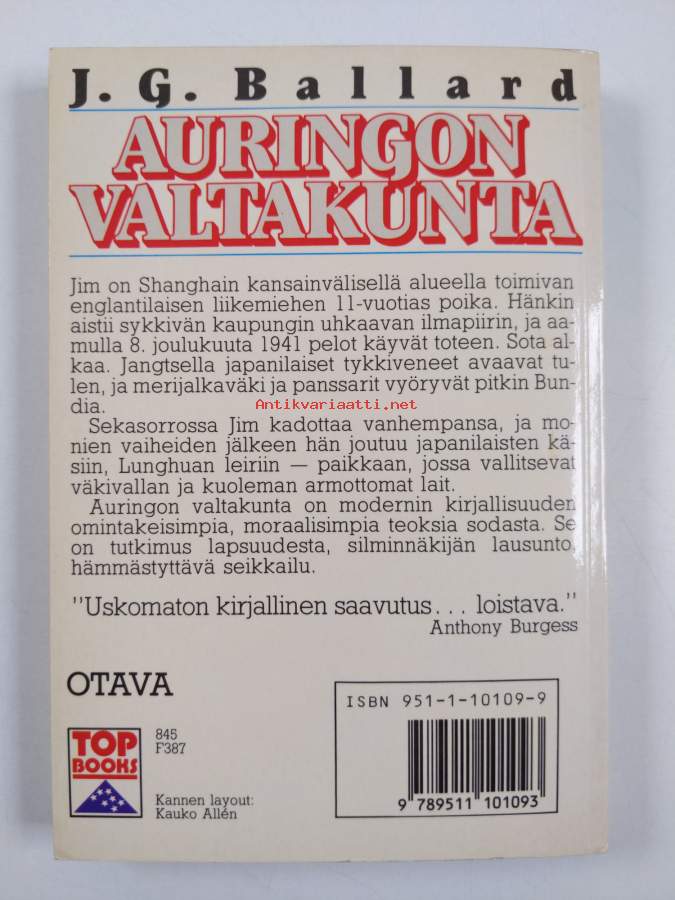 J. G. Ballard
AURINGON
VALTAKUNTA
Jim on Shanghain kansainvälisellä alueella toimivan
englantilaisen liikemiehen 11-vuotias poika. Hänkin
aistii sykkivän kaupungin uhkaavan ilmapiirin, ja aa-
mulla 8. joulukuuta 1941 pelot käyvät toteen. Sota al-
kaa. Jangtsella japanilaiset tykkiveneet avaavat tu-
len, ja merijalkaväki ja panssarit vyöryvät pitkin Bun-
dia.
Antikvariaatti.net
Sekasorrossa Jim kadottaa vanhempansa, ja mo-
nien vaiheiden jälkeen hän joutuu japanilaisten kä-
siin, Lunghuan leiriin — paikkaan, jossa vallitsevat
väkivallan ja kuoleman armottomat lait.
Auringon valtakunta on modernin kirjallisuuden
omintakeisimpia, moraalisimpia teoksia sodasta. Se
on tutkimus lapsuudesta, silminnäkijän lausunto,
hämmästyttävä seikkailu.
"Uskomaton kirjallinen saavutus... loistava."
Anthony Burgess
OTAVA
ISBN 951-1-10109-9
TOP
BOOKS
845
F387
Kannen layout:
Kauko Allén
9 789511 101093